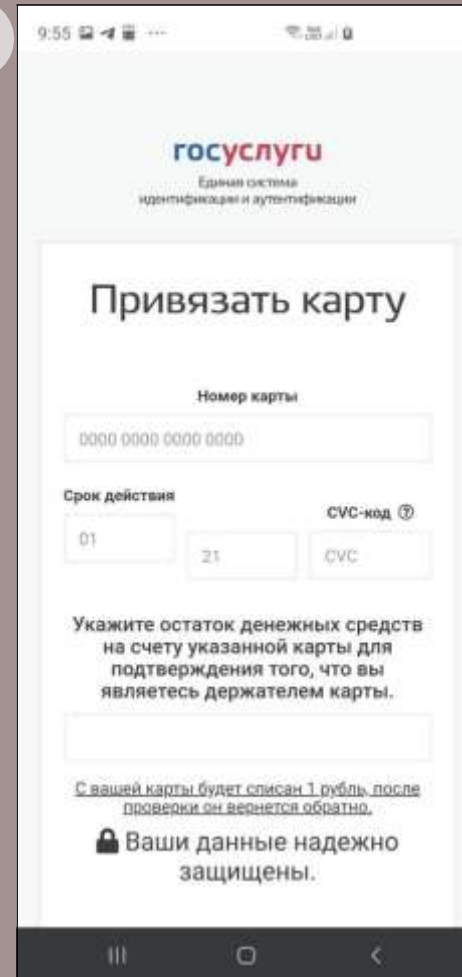 9:55
госуслуги
Единая система
идентификации и аутентификации
Привязать карту
Номер карты
0000 0000 0000 0000
Срок действия
CVC-код
01
21
CVC
Укажите остаток денежных средств
на счету указанной карты для
подтверждения того, что вы
являетесь держателем карты.
С вашей карты будет списан 1 рубль, после
проверки он вернется обратно.
Ваши данные надежно
защищены.